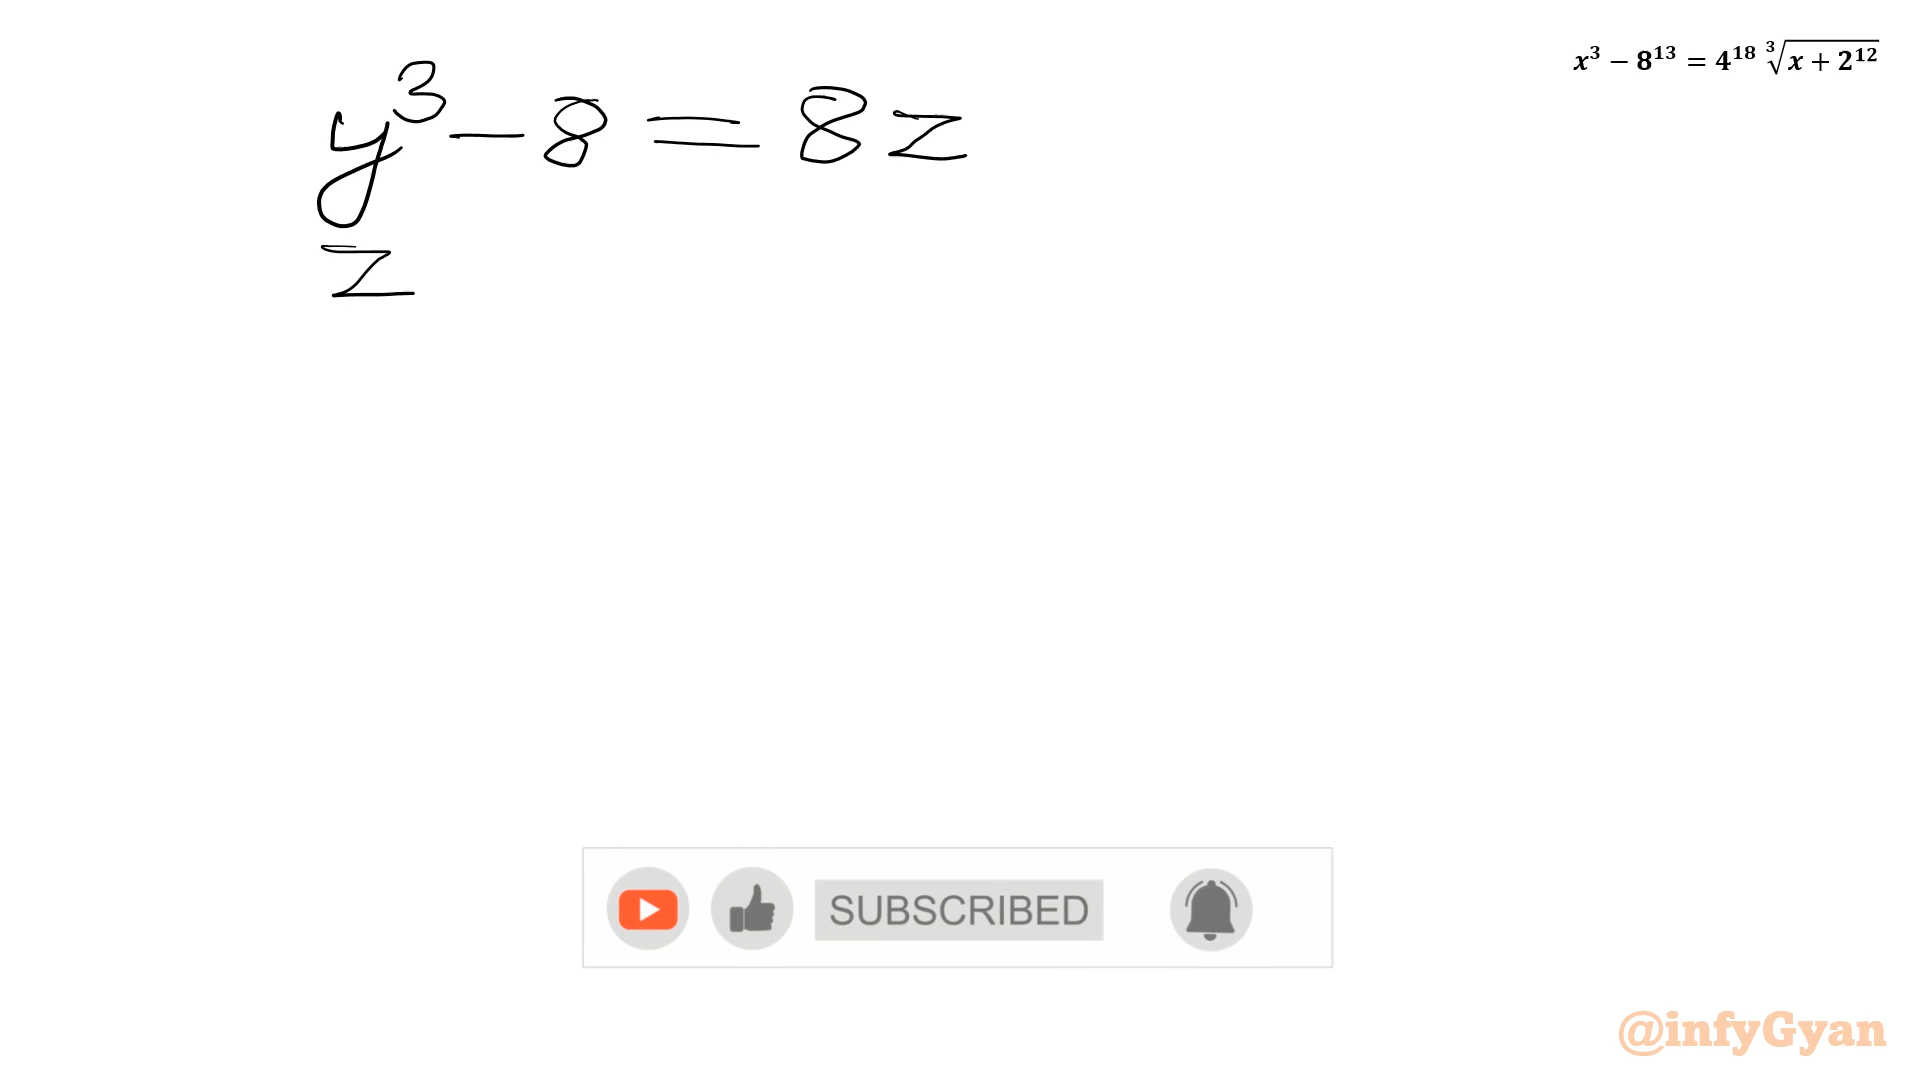 x³ − 8¹³ = 4¹⁸ ∛(x + 2¹²)
y³ − 8 = 8z
z
SUBSCRIBED
@infyGyan